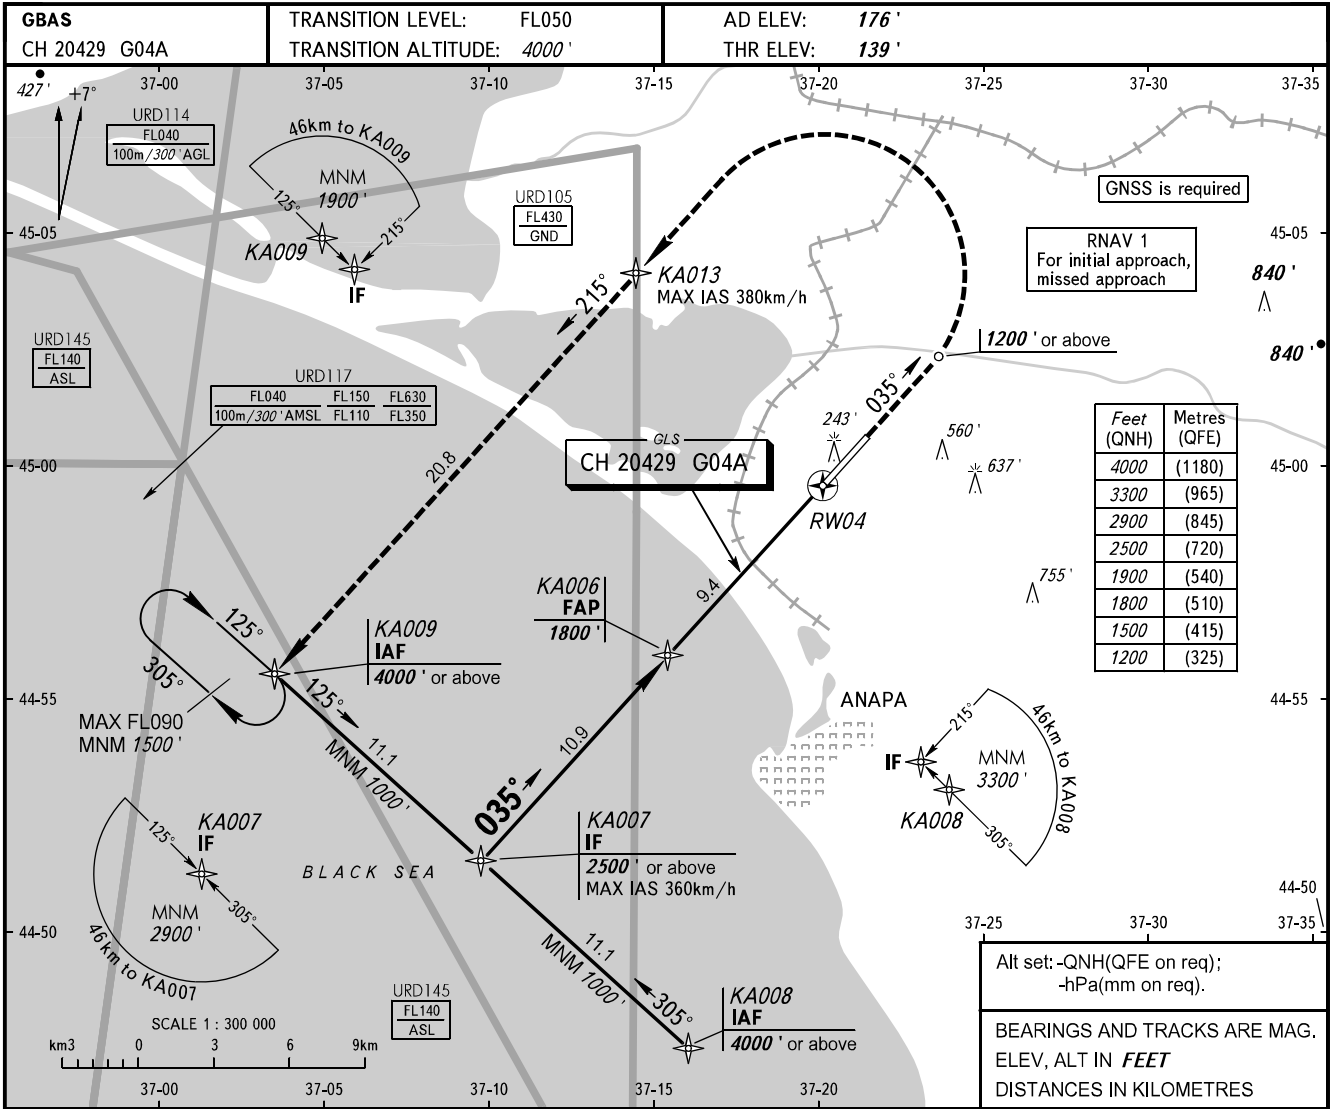 GBAS
CH 20429 G04A
TRANSITION LEVEL: FL050
TRANSITION ALTITUDE: 4000 '
AD ELEV: 176 '
THR ELEV: 139 '
37-00
37-05
37-10
37-15
37-20
37-25
37-30
37-35
427 '
+7°
URD114
FL040
100m/300 ' AGL
46km to KA009
MNM
1900 '
125°
215°
KA009
IF
URD105
FL430
GND
GNSS is required
45-05
45-05
RNAV 1
For initial approach,
missed approach
840 '
840 '
KA013
MAX IAS 380km/h
215°
1200 ' or above
URD145
FL140
ASL
URD117
FL040 FL150 FL630
100m/300 ' AMSL FL110 FL350
035°
243 '
560 '
637 '
GLS
CH 20429 G04A
RW04
20.8
45-00
45-00
Feet (QNH) Metres (QFE)
4000 (1180)
3300 (965)
2900 (845)
2500 (720)
1900 (540)
1800 (510)
1500 (415)
1200 (325)
755 '
KA006
FAP
1800 '
9.4
125°
305°
KA009
IAF
4000 ' or above
125°
MAX FL090
MNM 1500 '
11.1
MNM 1000 '
10.9
035°
44-55
44-55
ANAPA
215°
46km to KA008
IF
MNM
3300 '
KA008
305°
KA007
IF
125°
305°
MNM
2900 '
46km to KA007
BLACK SEA
KA007
IF
2500 ' or above
MAX IAS 360km/h
44-50
44-50
37-25
37-30
37-35
11.1
MNM 1000 '
305°
KA008
IAF
4000 ' or above
URD145
FL140
ASL
SCALE 1 : 300 000
km3 0 3 6 9km
Alt set: -QNH(QFE on req);
-hPa(mm on req).
BEARINGS AND TRACKS ARE MAG.
ELEV, ALT IN FEET
DISTANCES IN KILOMETRES
37-00
37-05
37-10
37-15
37-20